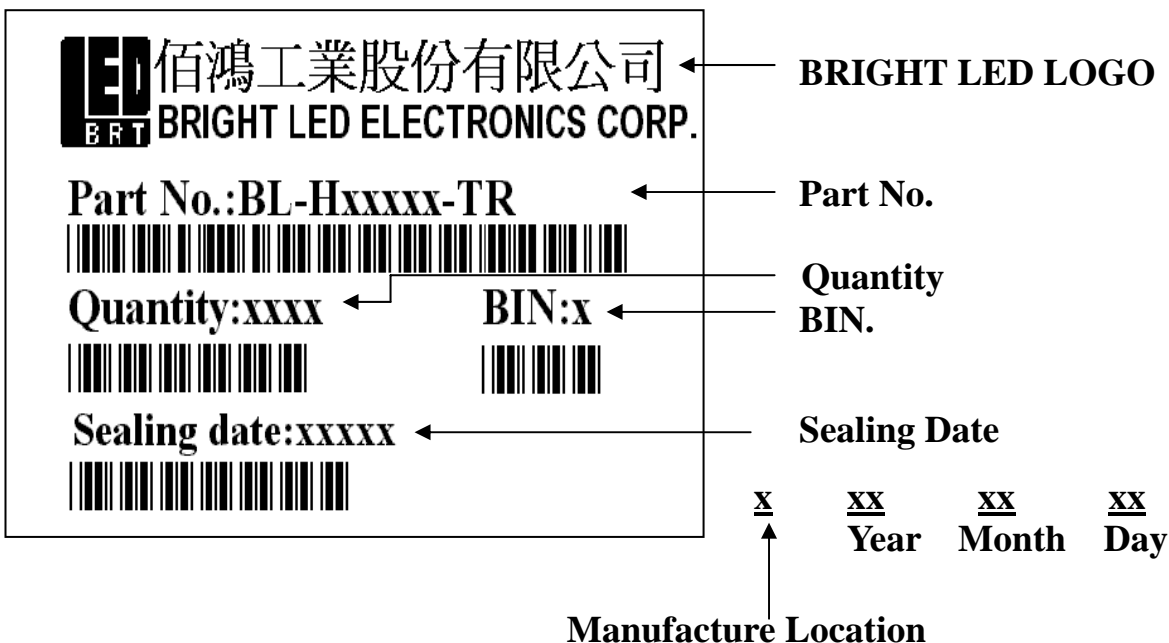 LED 佰鴻工業股份有限公司 BRIGHT LED LOGO
BRT BRIGHT LED ELECTRONICS CORP.
Part No.:BL-Hxxxxx-TR Part No.
Quantity
Quantity:xxxx BIN:x BIN.
Sealing date:xxxxx Sealing Date
x xx xx xx
Year Month Day
Manufacture Location